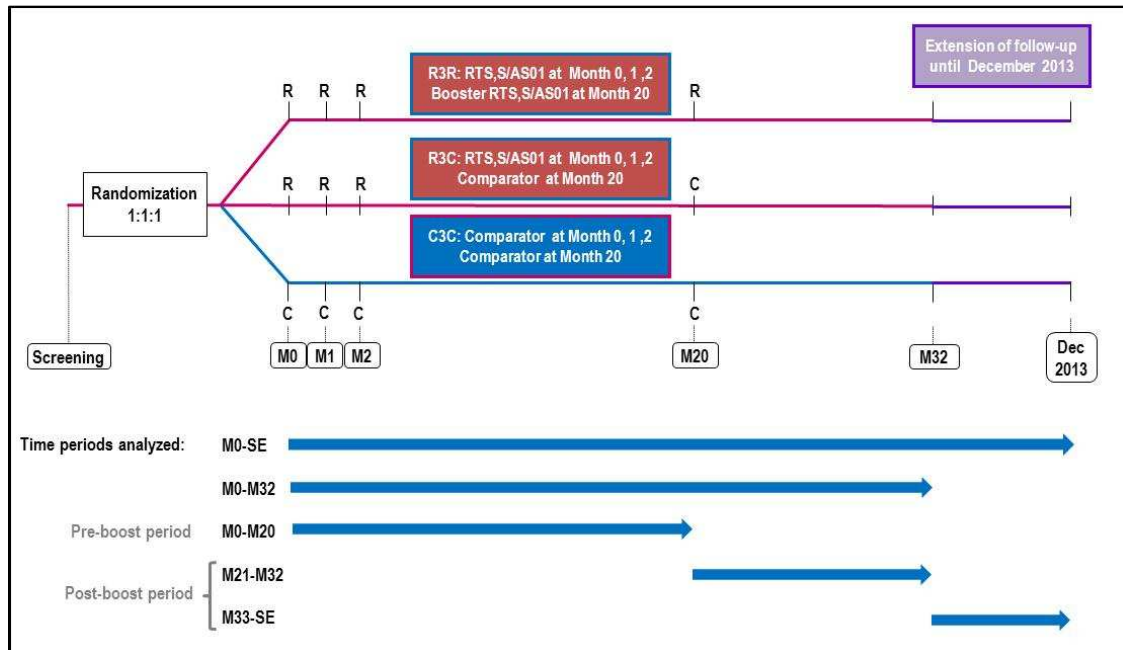 Extension of follow-up
until December 2013
R3R: RTS,S/AS01 at Month 0, 1 ,2
Booster RTS,S/AS01 at Month 20
R R R R
R3C: RTS,S/AS01 at Month 0, 1 ,2
Comparator at Month 20
Randomization
1:1:1
R R R C
C3C: Comparator at Month 0, 1 ,2
Comparator at Month 20
C C C C
Screening M0 M1 M2 M20 M32 Dec
2013
Time periods analyzed: M0-SE
M0-M32
Pre-boost period M0-M20
M21-M32
Post-boost period
M33-SE